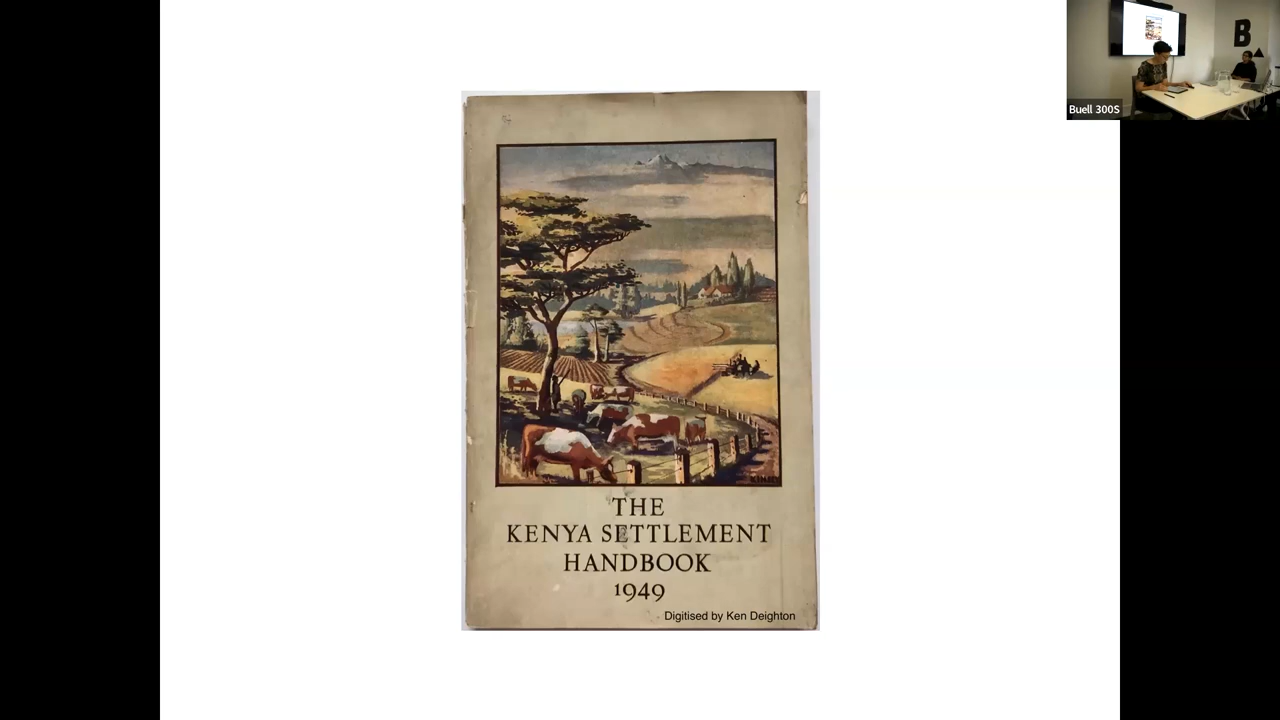 THE
KENYA SETTLEMENT
HANDBOOK
1949
Digitised by Ken Deighton
Buell 300S
B